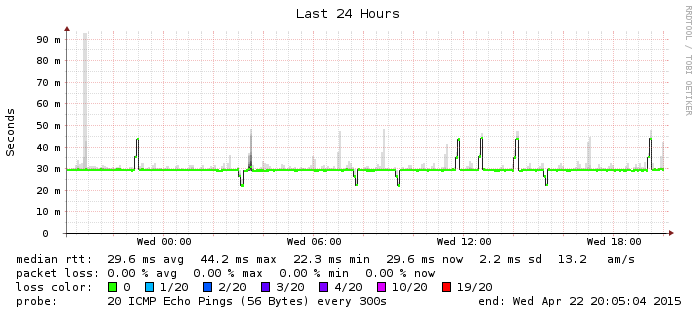 Last 24 Hours
RRDTOOL / TOBI OETIKER
Seconds
90 m
80 m
70 m
60 m
50 m
40 m
30 m
20 m
10 m
0
Wed 00:00 Wed 06:00 Wed 12:00 Wed 18:00
median rtt: 29.6 ms avg 44.2 ms max 22.3 ms min 29.6 ms now 2.2 ms sd 13.2 am/s
packet loss: 0.00 % avg 0.00 % max 0.00 % min 0.00 % now
loss color: 0 1/20 2/20 3/20 4/20 10/20 19/20
probe: 20 ICMP Echo Pings (56 Bytes) every 300s end: Wed Apr 22 20:05:04 2015